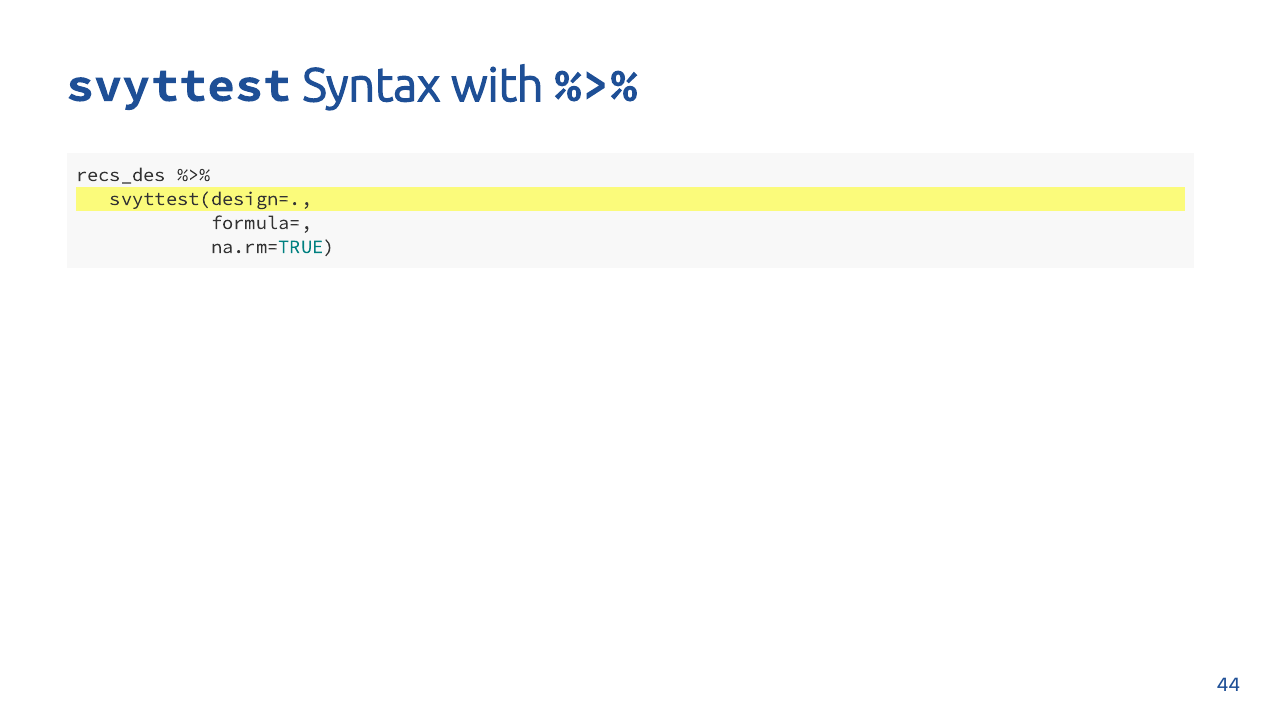 svyttest Syntax with %>%
recs_des %>%
   svyttest(design=.,
            formula=,
            na.rm=TRUE)
44